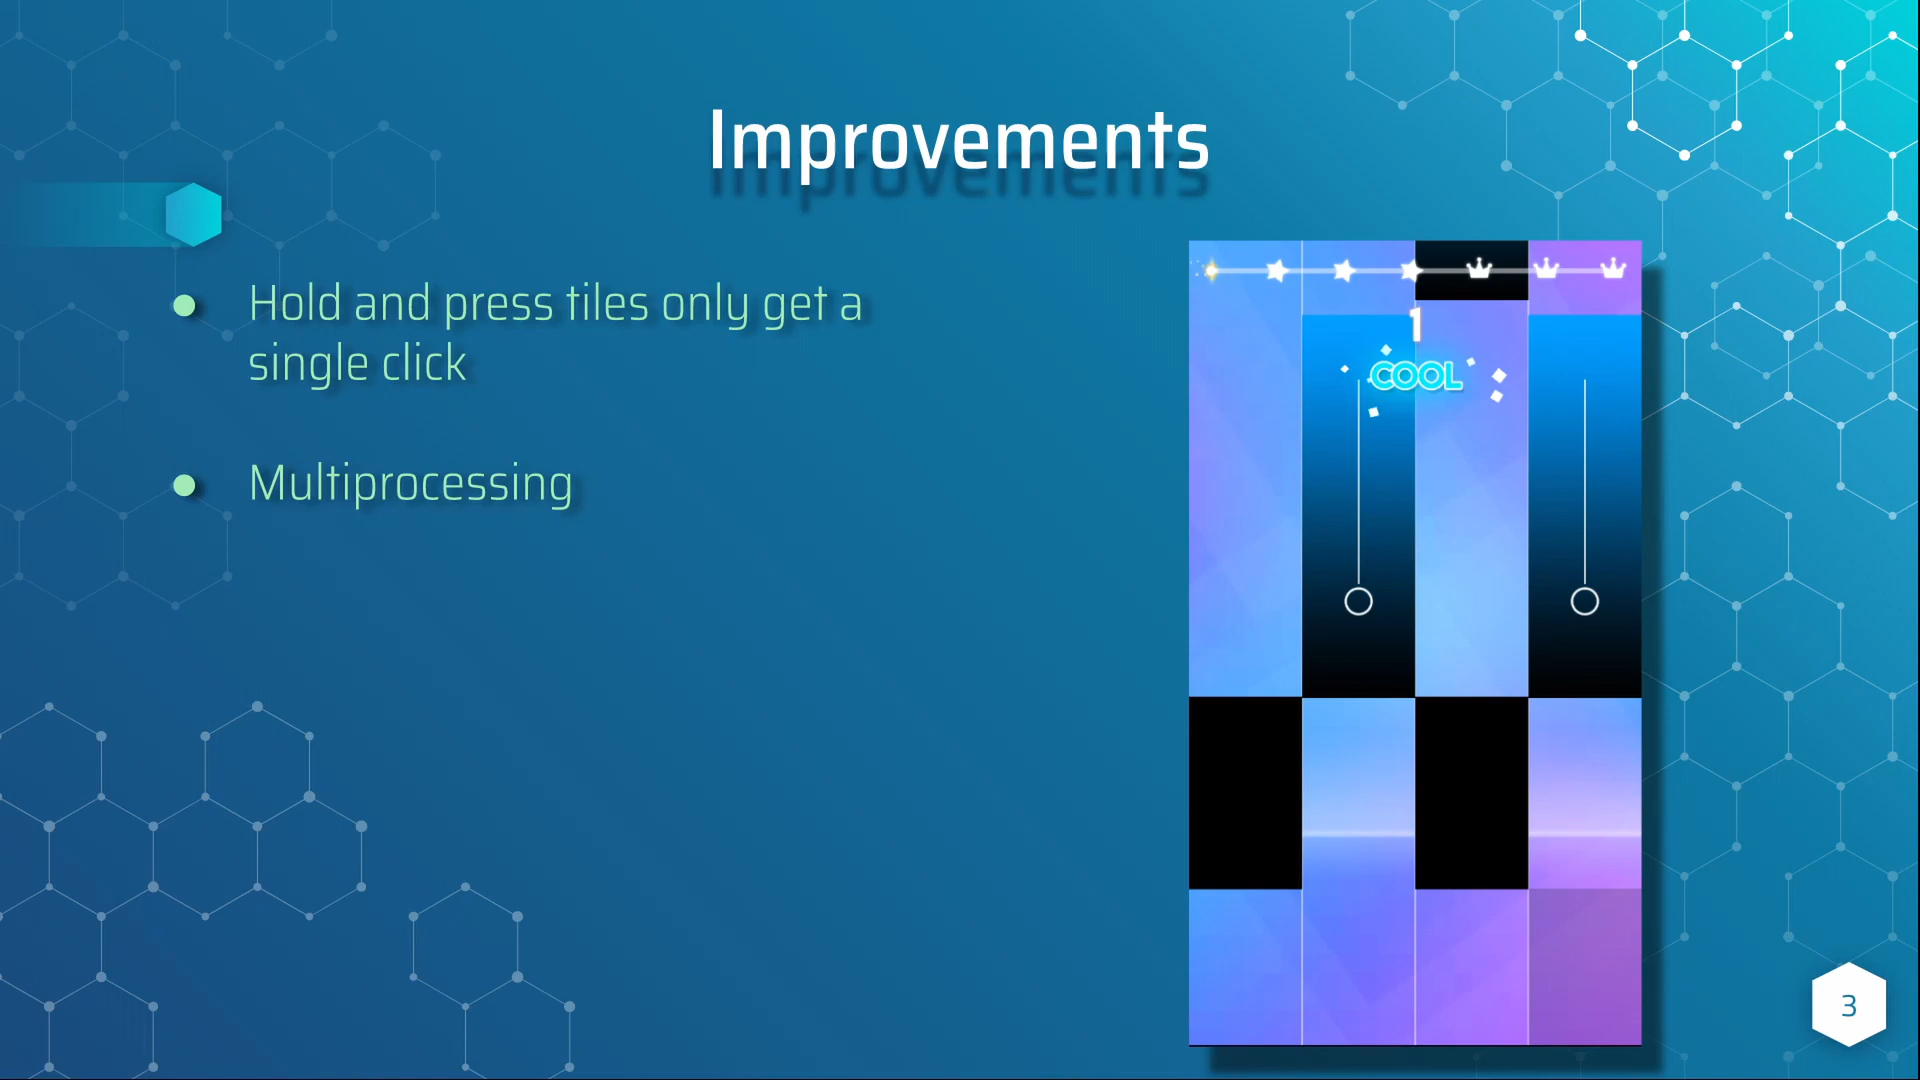 Improvements
● Hold and press tiles only get a
single click
● Multiprocessing
1
COOL
3